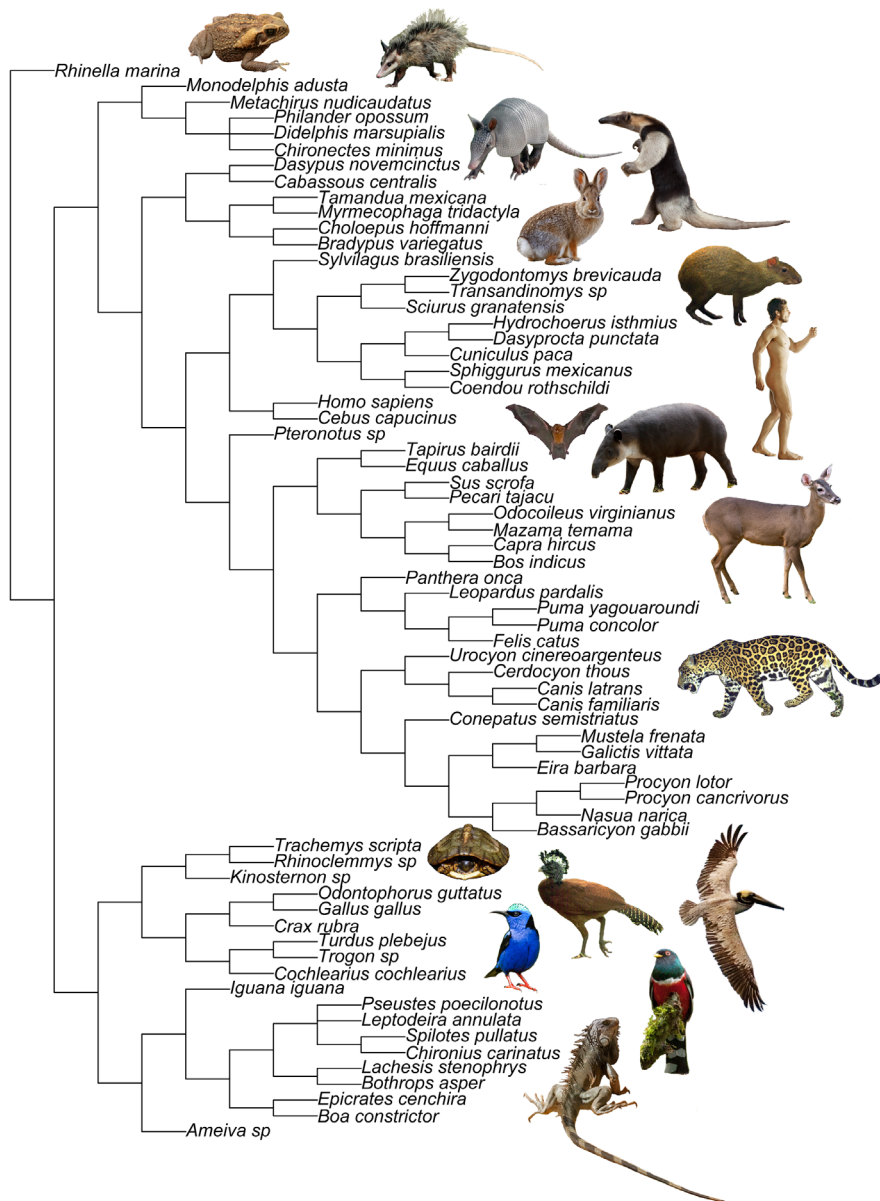 Rhinella marina
Monodelphis adusta
Metachirus nudicaudatus
Philander opossum
Didelphis marsupialis
Chironectes minimus
Dasypus novemcinctus
Cabassous centralis
Tamandua mexicana
Myrmecophaga tridactyla
Choloepus hoffmanni
Bradypus variegatus
Sylvilagus brasiliensis
Zygodontomys brevicauda
Transandinomys sp
Sciurus granatensis
Hydrochoerus isthmius
Dasyprocta punctata
Cuniculus paca
Sphiggurus mexicanus
Coendou rothschildi
Homo sapiens
Cebus capucinus
Pteronotus sp
Tapirus bairdii
Equus caballus
Sus scrofa
Pecari tajacu
Odocoileus virginianus
Mazama temama
Capra hircus
Bos indicus
Panthera onca
Leopardus pardalis
Puma yagouaroundi
Puma concolor
Felis catus
Urocyon cinereoargenteus
Cerdocyon thous
Canis latrans
Canis familiaris
Conepatus semistriatus
Mustela frenata
Galictis vittata
Eira barbara
Procyon lotor
Procyon cancrivorus
Nasua narica
Bassaricyon gabbii
Trachemys scripta
Rhinoclemmys sp
Kinosternon sp
Odontophorus guttatus
Gallus gallus
Crax rubra
Turdus plebejus
Trogon sp
Cochlearius cochlearius
Iguana iguana
Pseustes poecilonotus
Leptodeira annulata
Spilotes pullatus
Chironius carinatus
Lachesis stenophrys
Bothrops asper
Epicrates cenchira
Boa constrictor
Ameiva sp